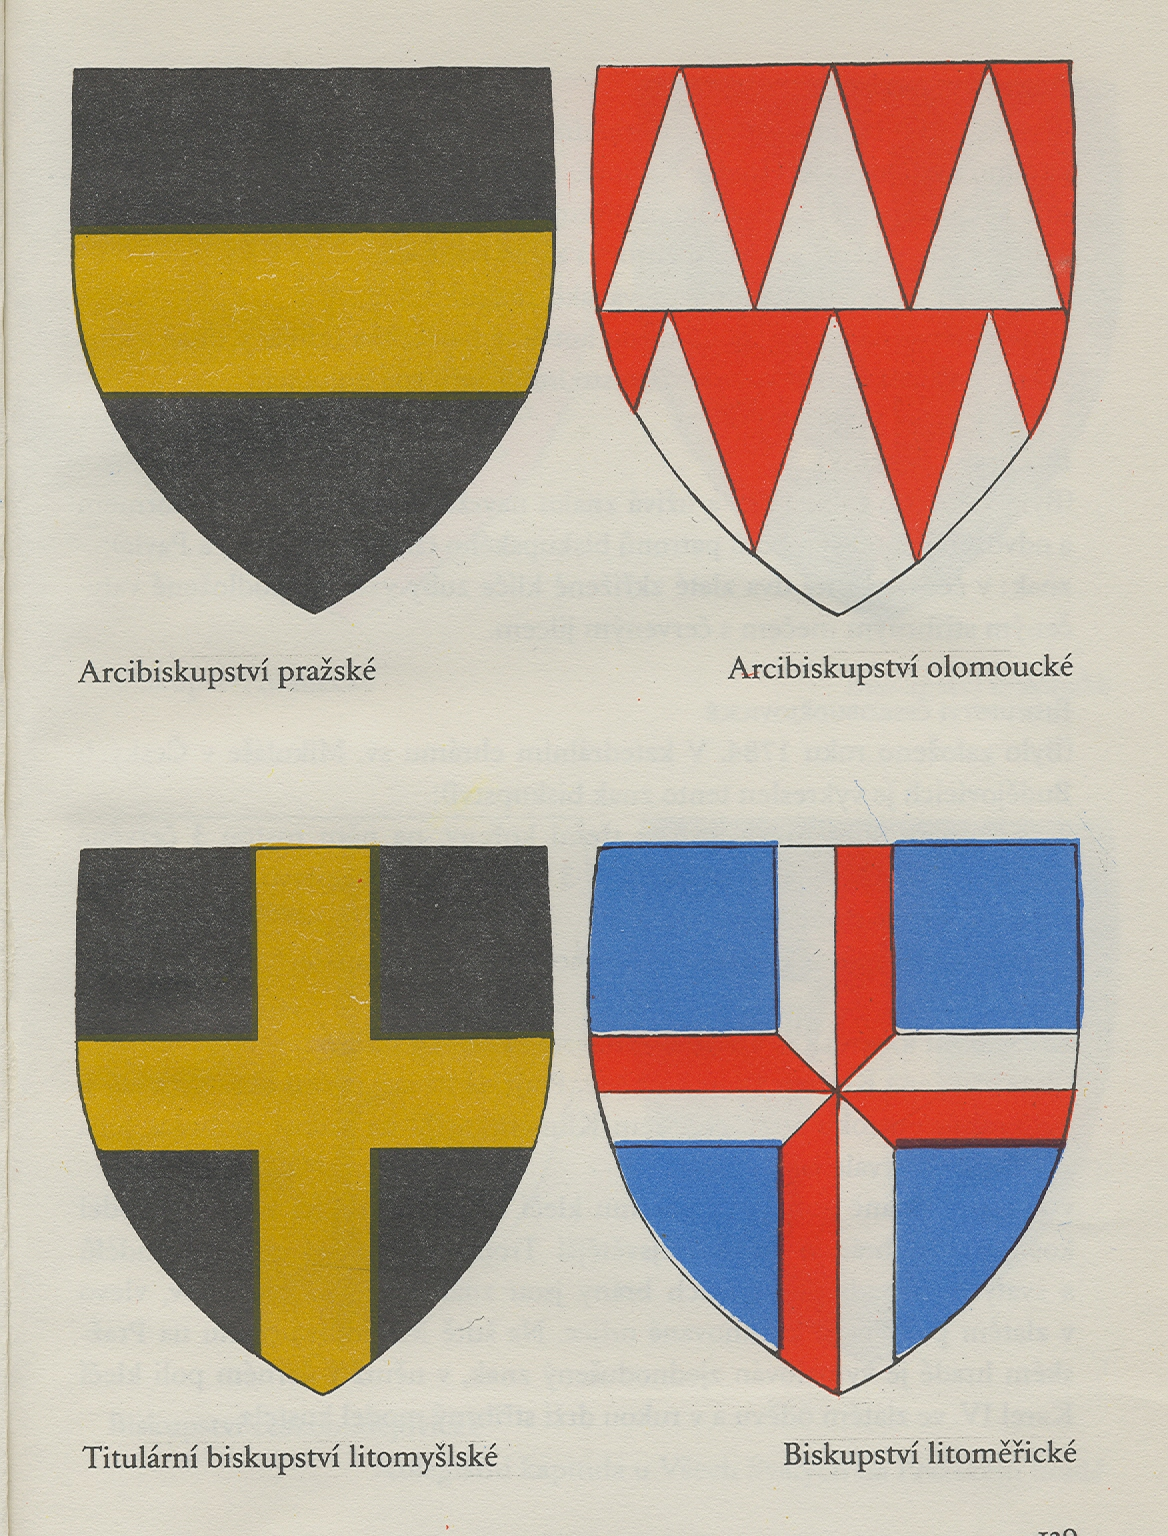 Arcibiskupství pražské
Arcibiskupství olomoucké
Titulární biskupství litomyšlské
Biskupství litoměřické